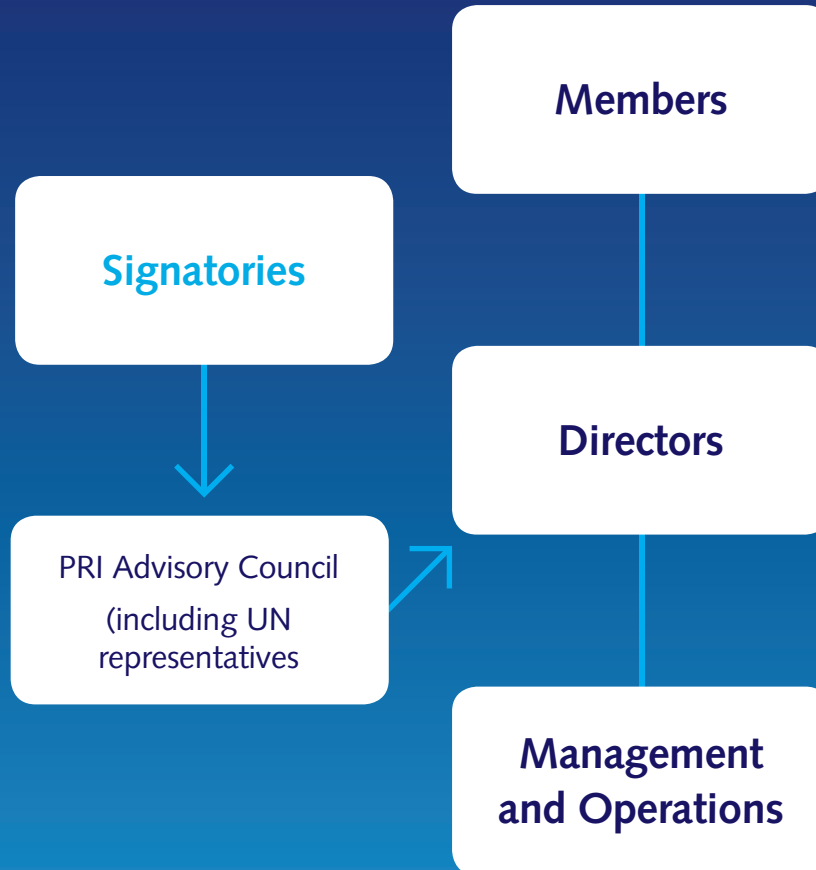 Members
Signatories
Directors
PRI Advisory Council
(including UN
representatives
Management
and Operations